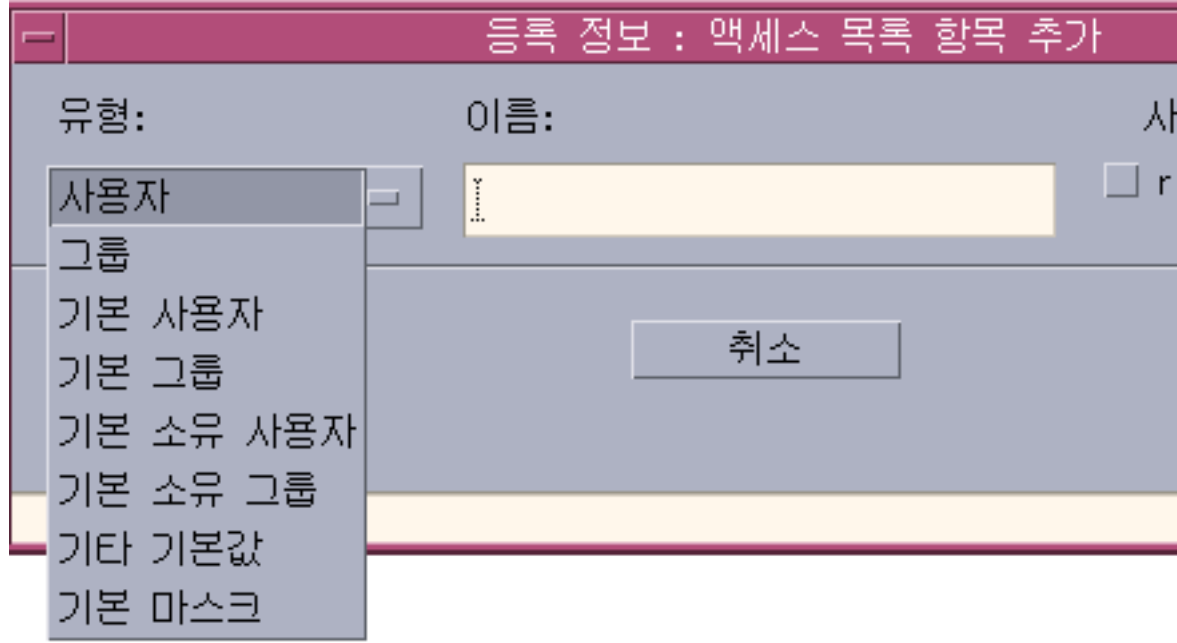 등록 정보 : 액세스 목록 항목 추가
유형: 이름: 사
사용자 r
그룹
기본 사용자
기본 그룹 취소
기본 소유 사용자
기본 소유 그룹
기타 기본값
기본 마스크